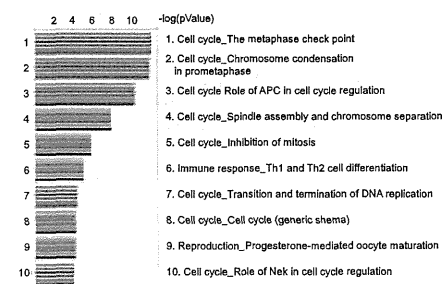 2 4 6 8 10 -log(pValue)
1 1. Cell cycle_The metaphase check point
2 2. Cell cycle_Chromosome condensation
in prometaphase
3 3. Cell cycle Role of APC in cell cycle regulation
4 4. Cell cycle_Spindle assembly and chromosome separation
5 5. Cell cycle_Inhibition of mitosis
6 6. Immune response_Th1 and Th2 cell differentiation
7 7. Cell cycle_Transition and termination of DNA replication
8 8. Cell cycle_Cell cycle (generic shema)
9 9. Reproduction_Progesterone-mediated oocyte maturation
10 10. Cell cycle_Role of Nek in cell cycle regulation